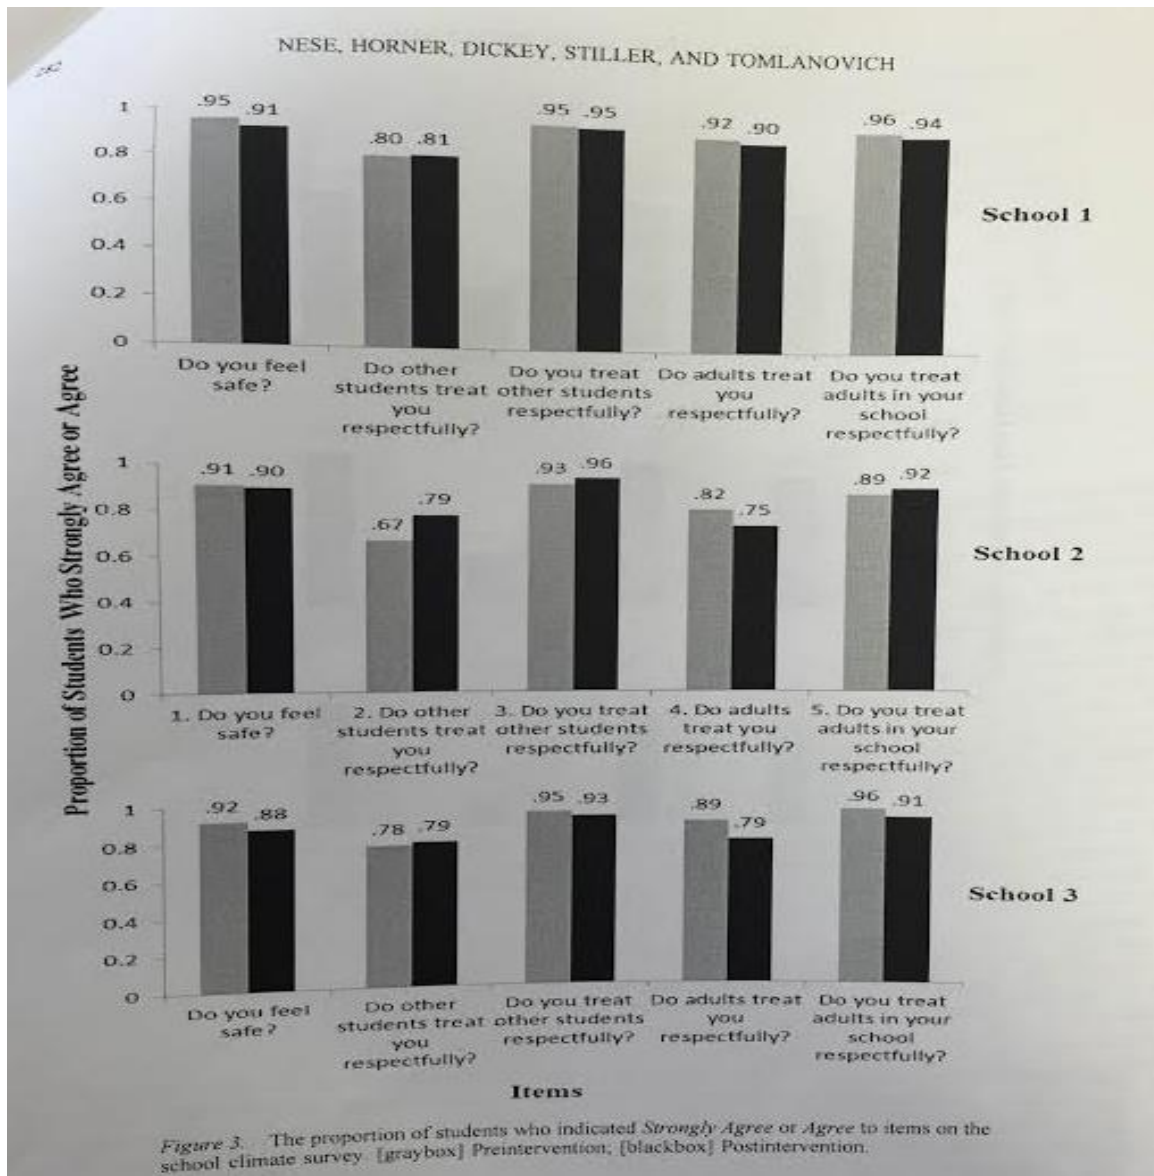 NESE, HORNER, DICKEY, STILLER, AND TOMLANOVICH
282
Proportion of Students Who Strongly Agree or Agree
.95 .91 .80 .81 .95 .95 .92 .90 .96 .94
1
0.8
0.6
0.4
0.2
0
School 1
Do you feel
safe?
Do other
students treat
you
respectfully?
Do you treat
other students
respectfully?
Do adults treat
you
respectfully?
Do you treat
adults in your
school
respectfully?
.91 .90 .67 .79 .93 .96 .82 .75 .89 .92
1
0.8
0.6
0.4
0.2
0
School 2
1. Do you feel
safe?
2. Do other
students treat
you
respectfully?
3. Do you treat
other students
respectfully?
4. Do adults
treat you
respectfully?
5. Do you treat
adults in your
school
respectfully?
.92 .88 .78 .79 .95 .93 .89 .79 .96 .91
1
0.8
0.6
0.4
0.2
0
School 3
Do you feel
safe?
Do other
students treat
you
respectfully?
Do you treat
other students
respectfully?
Do adults treat
you
respectfully?
Do you treat
adults in your
school
respectfully?
Items
Figure 3. The proportion of students who indicated Strongly Agree or Agree to items on the
school climate survey. [graybox] Preintervention; [blackbox] Postintervention.